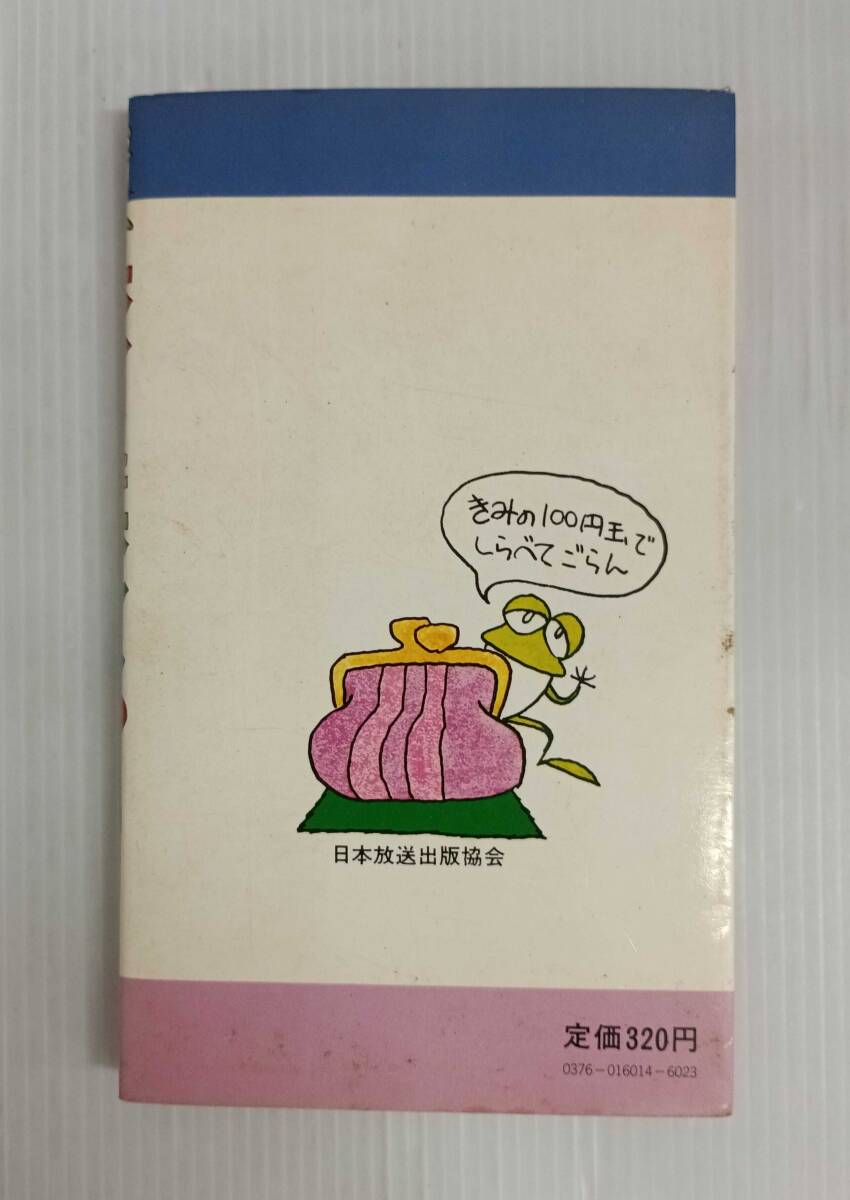 きみの100円玉で
しらべてごらん
日本放送出版協会
定価320円
0376-016014-6023